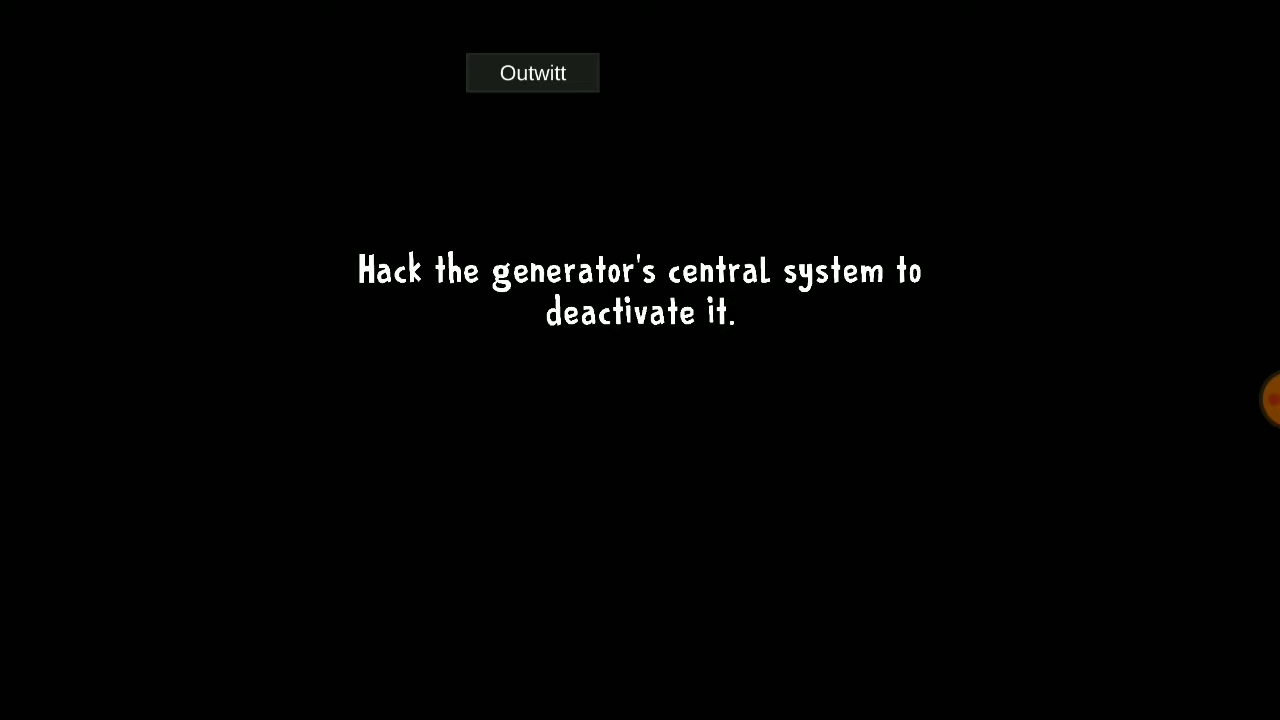 Outwitt
Hack the generator's central system to
deactivate it.